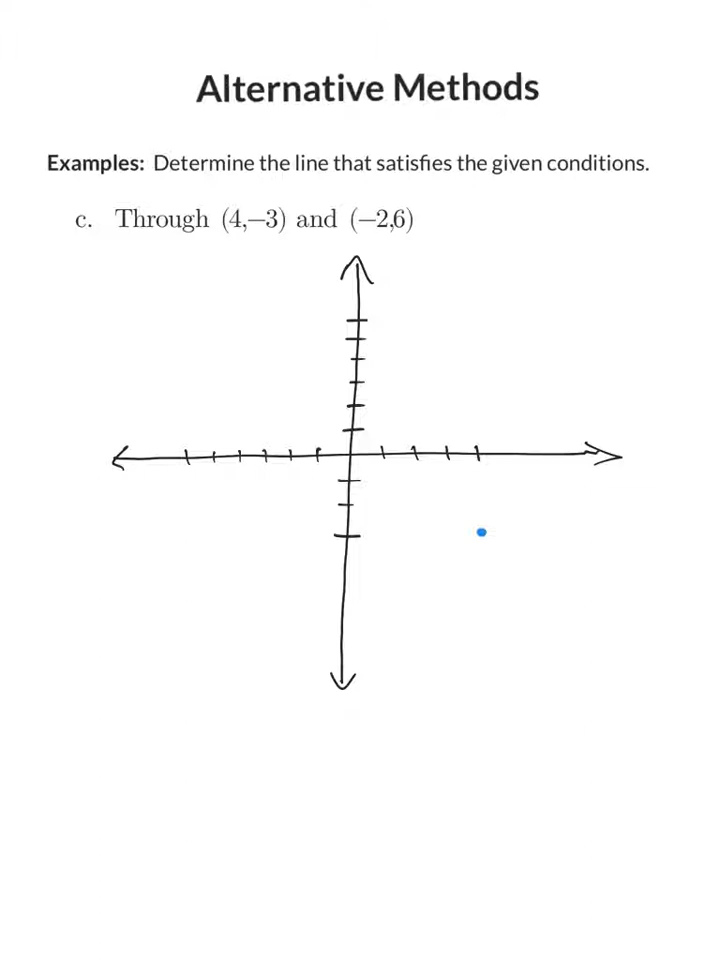 Alternative Methods
Examples: Determine the line that satisfies the given conditions.
c. Through (4,−3) and (−2,6)